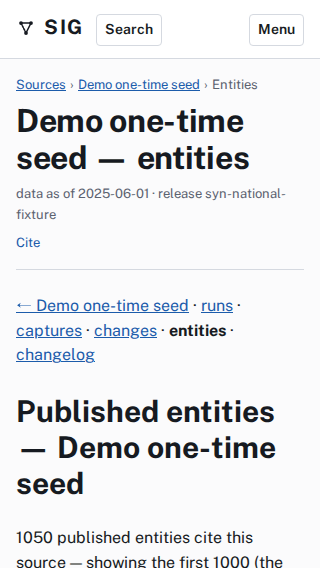 SIG Search Menu
Sources › Demo one-time seed › Entities
Demo one-time
seed — entities
data as of 2025-06-01 · release syn-national-
fixture
Cite
← Demo one-time seed · runs ·
captures · changes · entities ·
changelog
Published entities
— Demo one-time
seed
1050 published entities cite this
source — showing the first 1000 (the